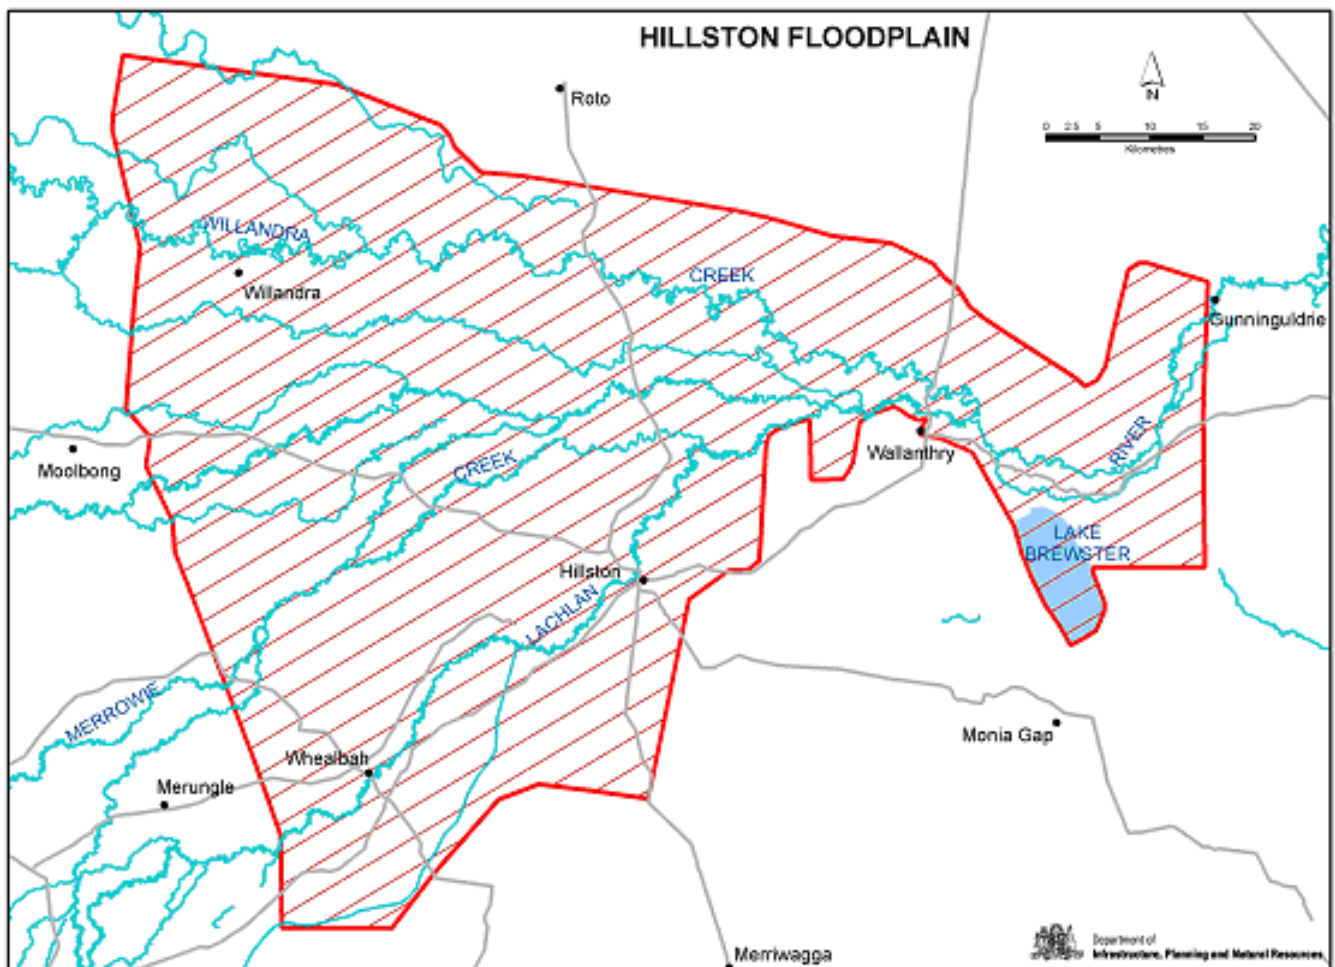 HILLSTON FLOODPLAIN
N
0 2.5 5 10 15 20
Kilometres
Roto
WILLANDRA
CREEK
Willandra
Gunninguldrie
Moolbong
CREEK
Wallanthry
RIVER
LAKE
BREWSTER
Hillston
LACHLAN
MERROWIE
Monia Gap
Whealbah
Merungle
Merriwagga
Department of
Infrastructure, Planning and Natural Resources